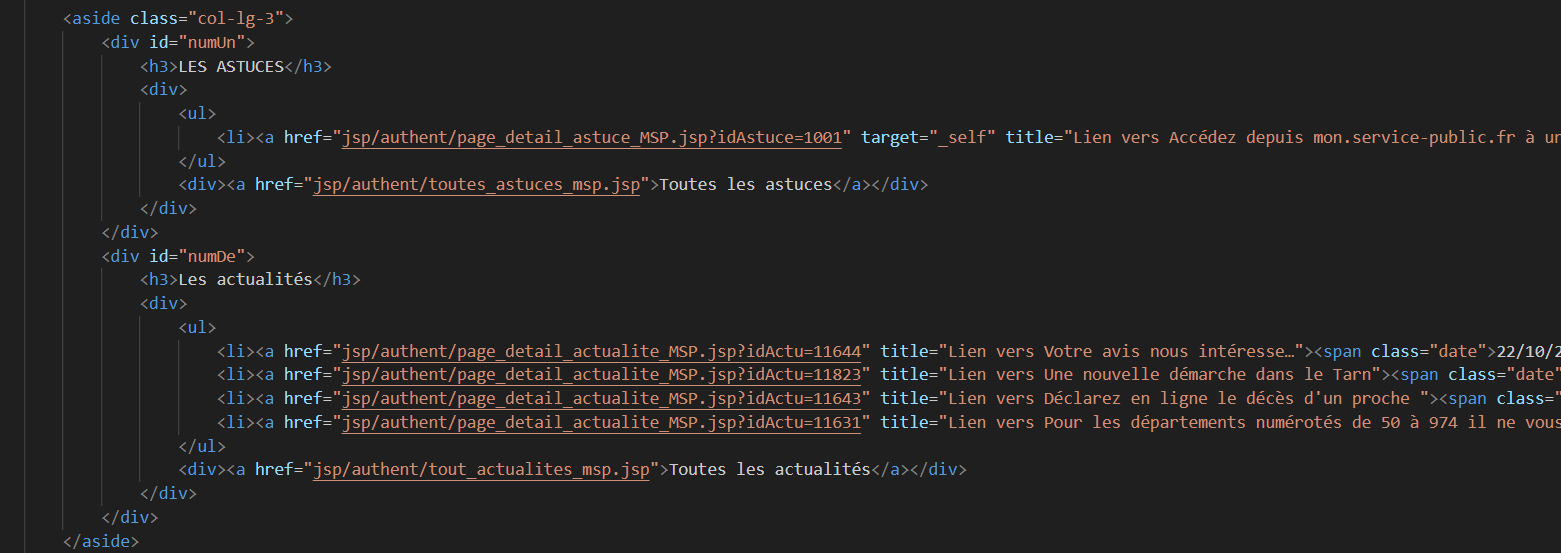 <aside class="col-lg-3">
<div id="numUn">
<h3>LES ASTUCES</h3>
<div>
<ul>
<li><a href="jsp/authent/page_detail_astuce_MSP.jsp?idAstuce=1001" target="_self" title="Lien vers Accédez depuis mon.service-public.fr à ur
</ul>
<div><a href="jsp/authent/toutes_astuces_msp.jsp">Toutes les astuces</a></div>
</div>
</div>
<div id="numDe">
<h3>Les actualités</h3>
<div>
<ul>
<li><a href="jsp/authent/page_detail_actualite_MSP.jsp?idActu=11644" title="Lien vers Votre avis nous intéresse…"><span class="date">22/10/2
<li><a href="jsp/authent/page_detail_actualite_MSP.jsp?idActu=11823" title="Lien vers Une nouvelle démarche dans le Tarn"><span class="date"
<li><a href="jsp/authent/page_detail_actualite_MSP.jsp?idActu=11643" title="Lien vers Déclarez en ligne le décès d'un proche "><span class="
<li><a href="jsp/authent/page_detail_actualite_MSP.jsp?idActu=11631" title="Lien vers Pour les départements numérotés de 50 à 974 il ne vous
</ul>
<div><a href="jsp/authent/tout_actualites_msp.jsp">Toutes les actualités</a></div>
</div>
</div>
</aside>